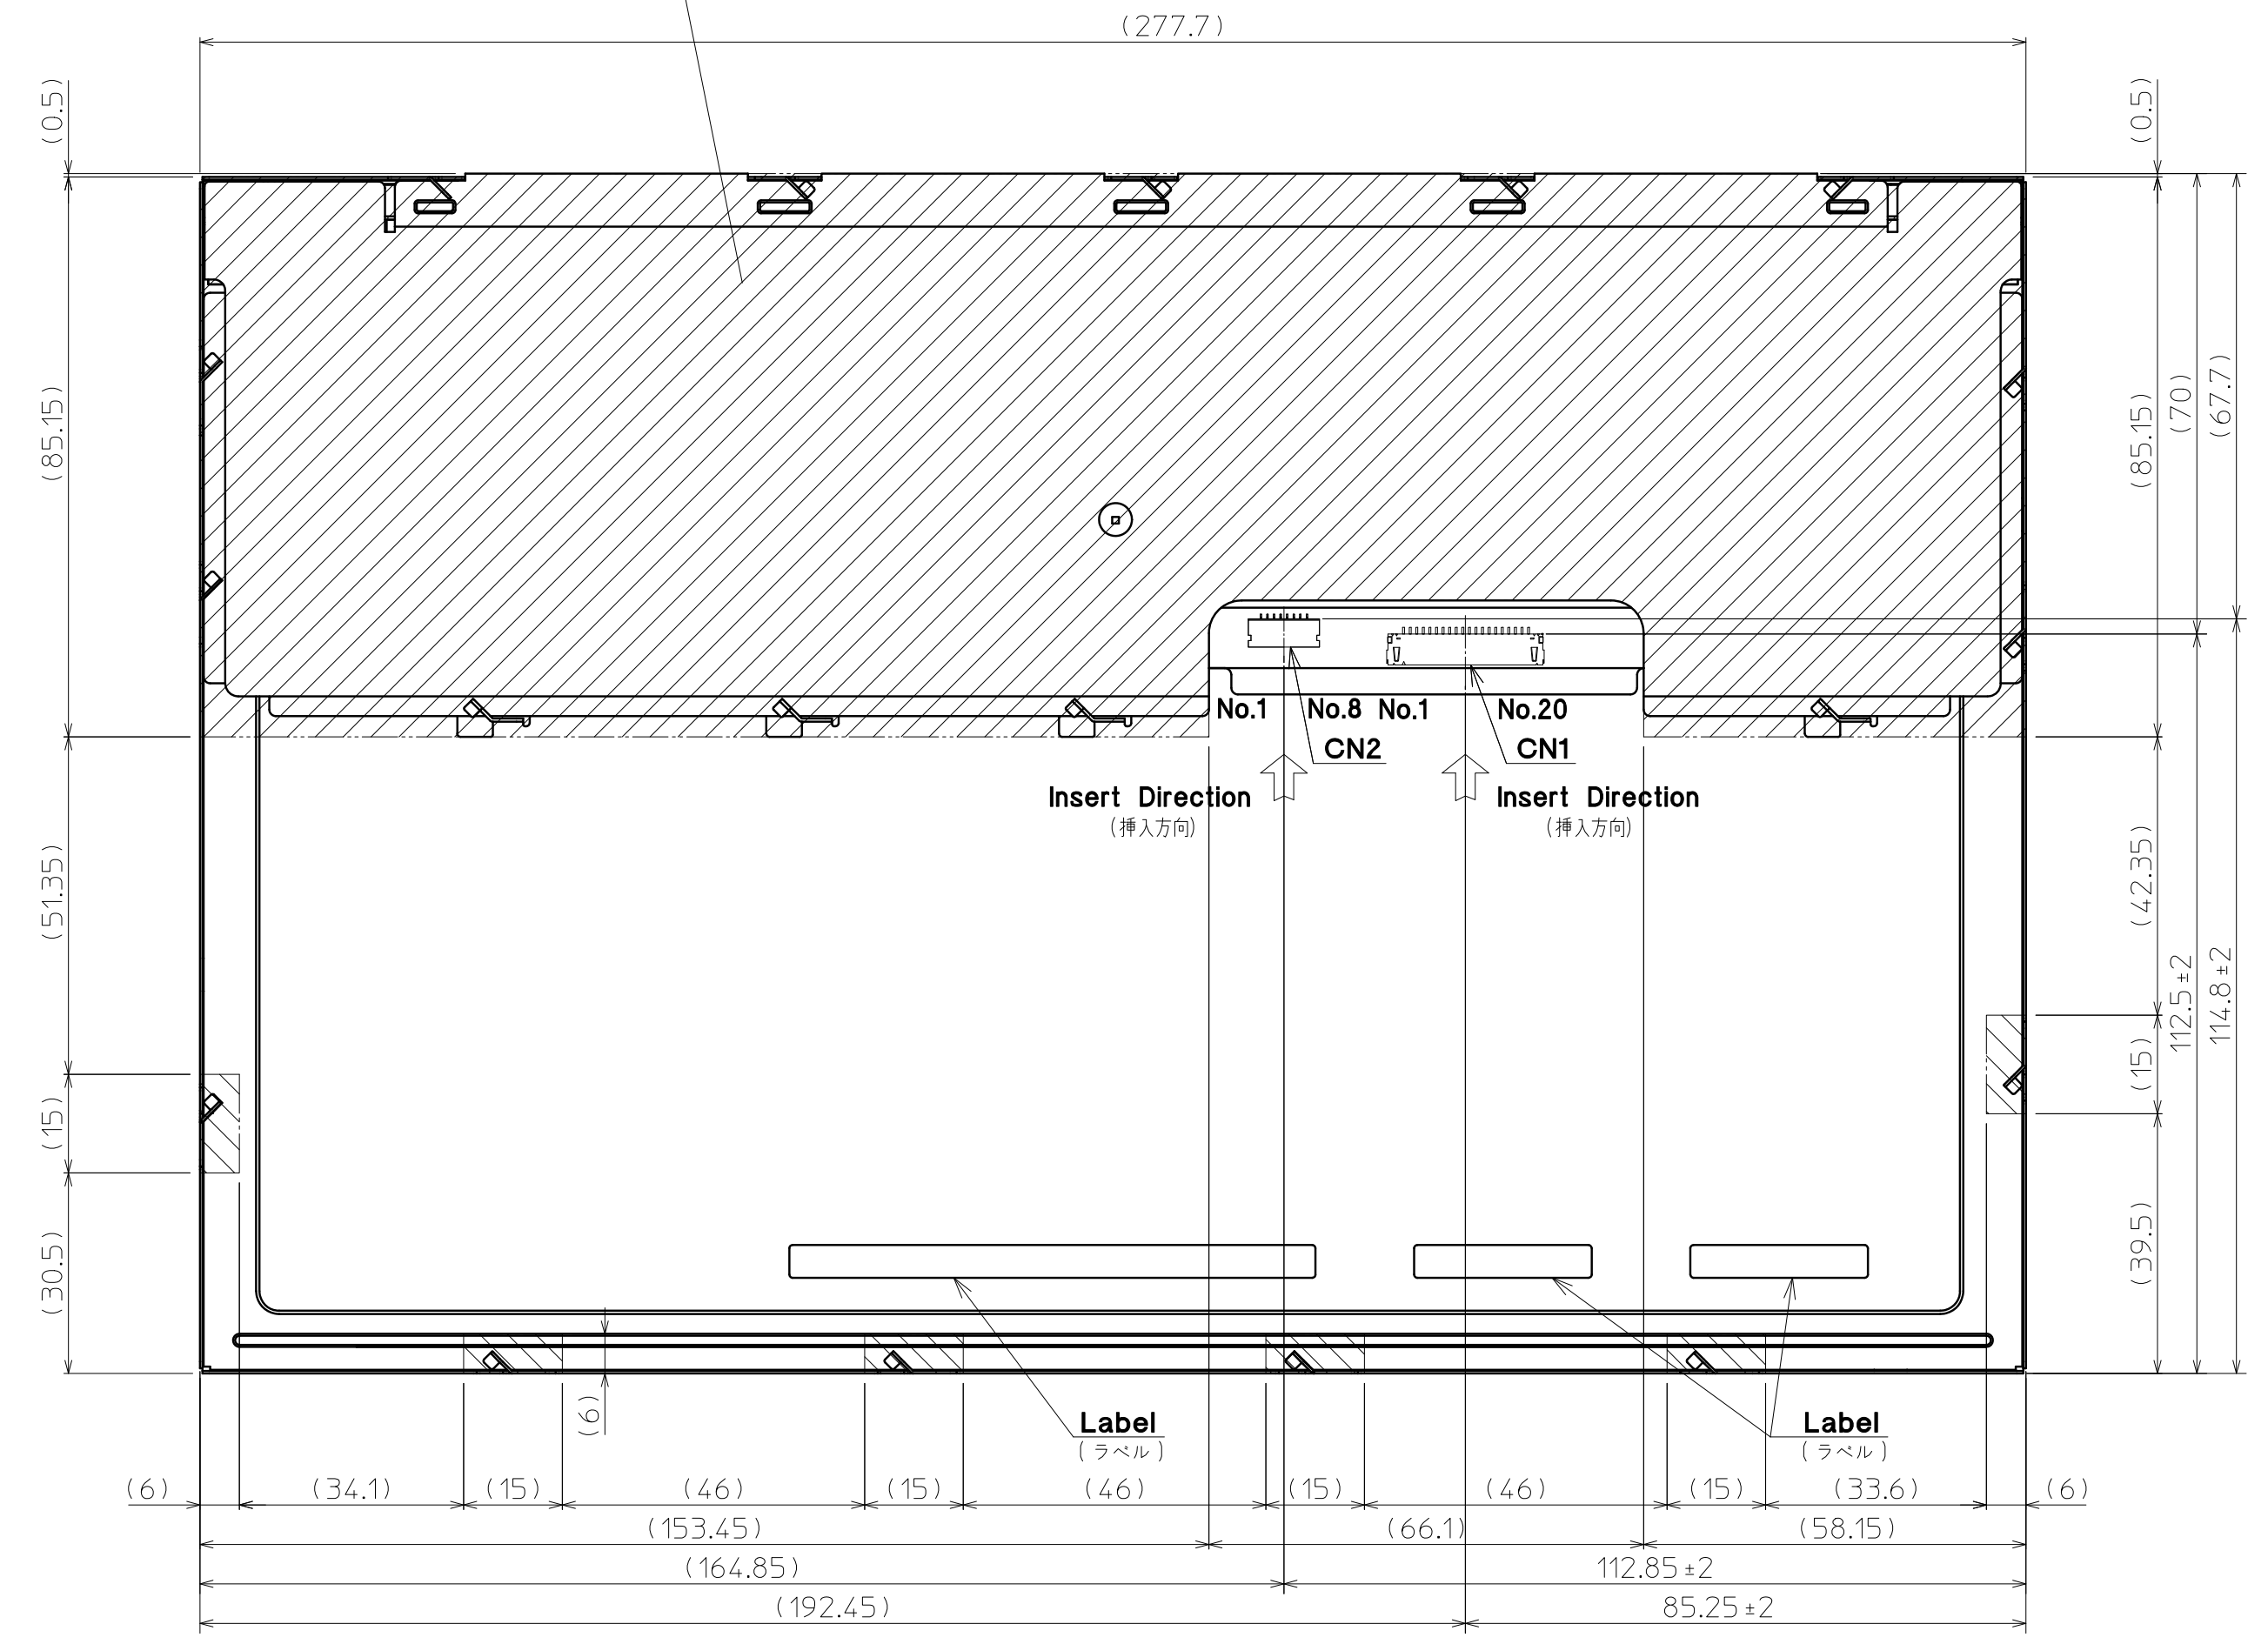 (277.7)
(0.5)
(0.5)
(85.15)
(85.15)
(70)
(67.7)
No.1
No.8
No.1
No.20
CN2
CN1
Insert Direction
(挿入方向)
Insert Direction
(挿入方向)
(51.35)
(42.35)
112.5±2
114.8±2
(15)
(15)
(30.5)
(39.5)
(6)
Label
(ラベル)
Label
(ラベル)
(6)
(34.1)
(15)
(46)
(15)
(46)
(15)
(46)
(15)
(33.6)
(6)
(153.45)
(66.1)
(58.15)
(164.85)
112.85±2
(192.45)
85.25±2